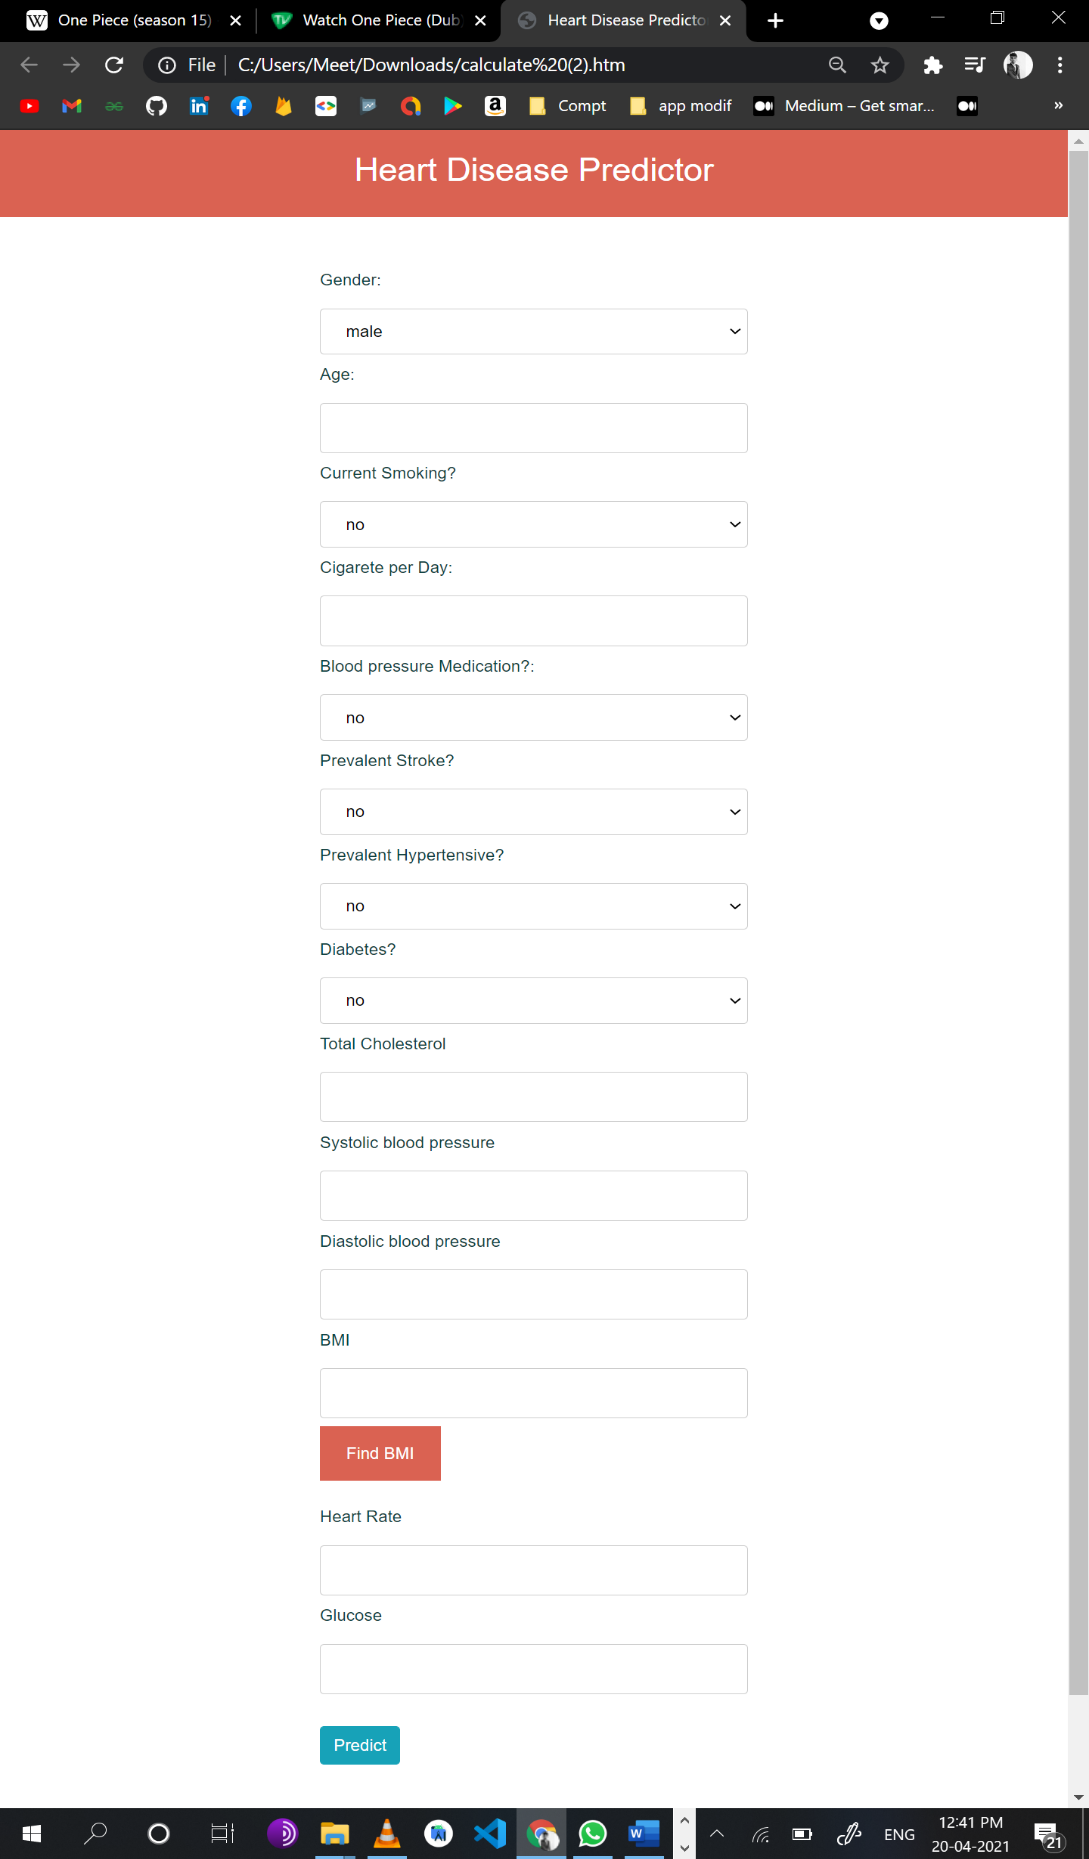 One Piece (season 15) Watch One Piece (Dub Heart Disease Predicto
File C:/Users/Meet/Downloads/calculate%20(2).htm
Compt app modif Medium – Get smar... »
Heart Disease Predictor
Gender:
male
Age:
Current Smoking?
no
Cigarete per Day:
Blood pressure Medication?:
no
Prevalent Stroke?
no
Prevalent Hypertensive?
no
Diabetes?
no
Total Cholesterol
Systolic blood pressure
Diastolic blood pressure
BMI
Find BMI
Heart Rate
Glucose
Predict
ENG 12:41 PM
20-04-2021 21